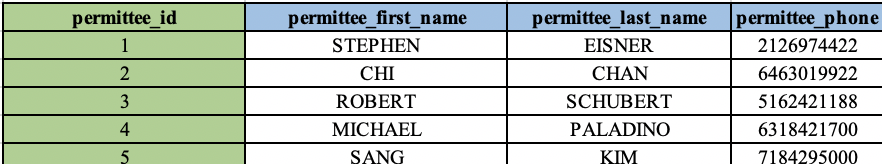 permittee_id permittee_first_name permittee_last_name permittee_phone
1 STEPHEN EISNER 2126974422
2 CHI CHAN 6463019922
3 ROBERT SCHUBERT 5162421188
4 MICHAEL PALADINO 6318421700
5 SANG KIM 7184295000